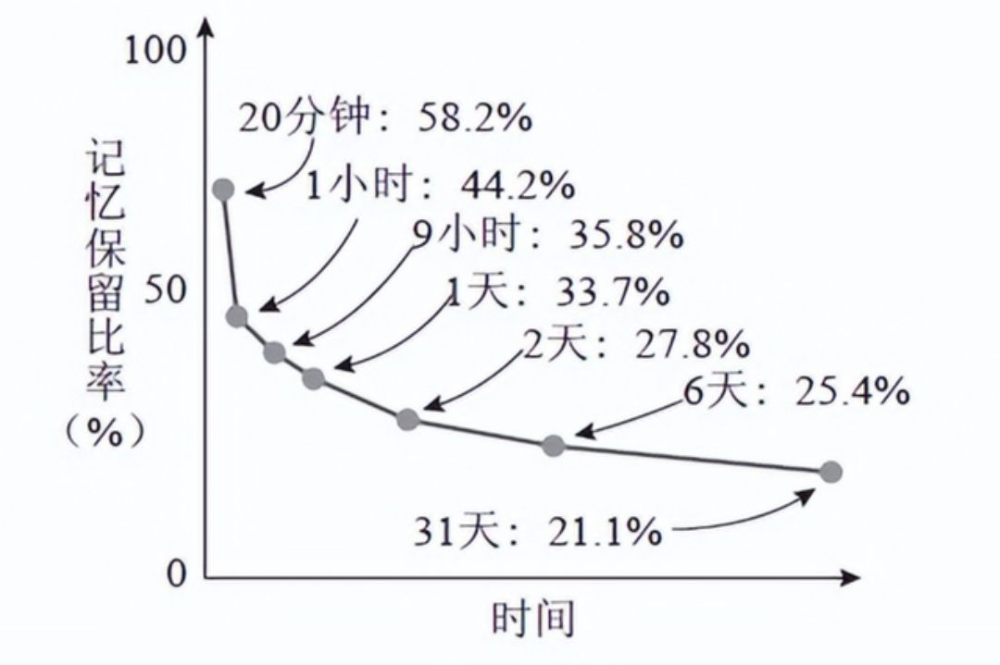 100
20分钟：58.2%
1小时：44.2%
9小时：35.8%
记忆保留比率（%）
50
1天：33.7%
2天：27.8%
6天：25.4%
31天：21.1%
0
时间